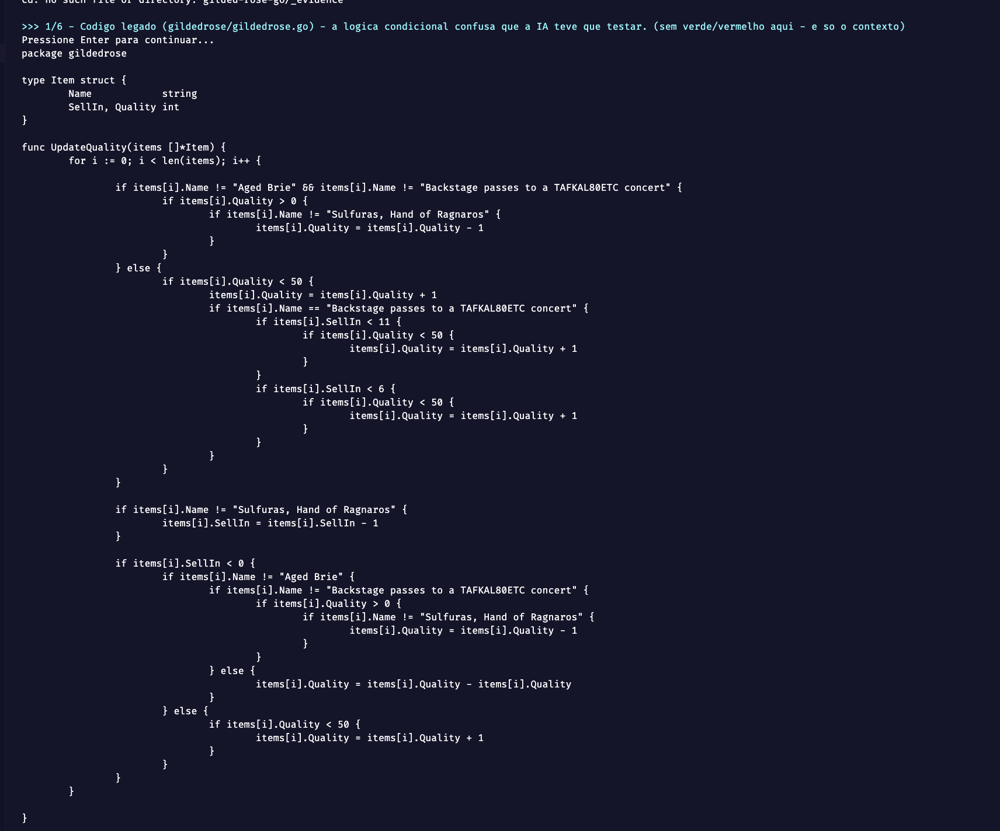 cd: no such file or directory: gilded-rose-go/_evidence
>>> 1/6 - Codigo legado (gildedrose/gildedrose.go) - a logica condicional confusa que a IA teve que testar. (sem verde/vermelho aqui - e so o contexto)
Pressione Enter para continuar...
package gildedrose
type Item struct {
Name string
SellIn, Quality int
}
func UpdateQuality(items []*Item) {
for i := 0; i < len(items); i++ {
if items[i].Name != "Aged Brie" && items[i].Name != "Backstage passes to a TAFKAL80ETC concert" {
if items[i].Quality > 0 {
if items[i].Name != "Sulfuras, Hand of Ragnaros" {
items[i].Quality = items[i].Quality - 1
}
}
} else {
if items[i].Quality < 50 {
items[i].Quality = items[i].Quality + 1
if items[i].Name == "Backstage passes to a TAFKAL80ETC concert" {
if items[i].SellIn < 11 {
if items[i].Quality < 50 {
items[i].Quality = items[i].Quality + 1
}
}
if items[i].SellIn < 6 {
if items[i].Quality < 50 {
items[i].Quality = items[i].Quality + 1
}
}
}
}
}
if items[i].Name != "Sulfuras, Hand of Ragnaros" {
items[i].SellIn = items[i].SellIn - 1
}
if items[i].SellIn < 0 {
if items[i].Name != "Aged Brie" {
if items[i].Name != "Backstage passes to a TAFKAL80ETC concert" {
if items[i].Quality > 0 {
if items[i].Name != "Sulfuras, Hand of Ragnaros" {
items[i].Quality = items[i].Quality - 1
}
}
} else {
items[i].Quality = items[i].Quality - items[i].Quality
}
} else {
if items[i].Quality < 50 {
items[i].Quality = items[i].Quality + 1
}
}
}
}
}